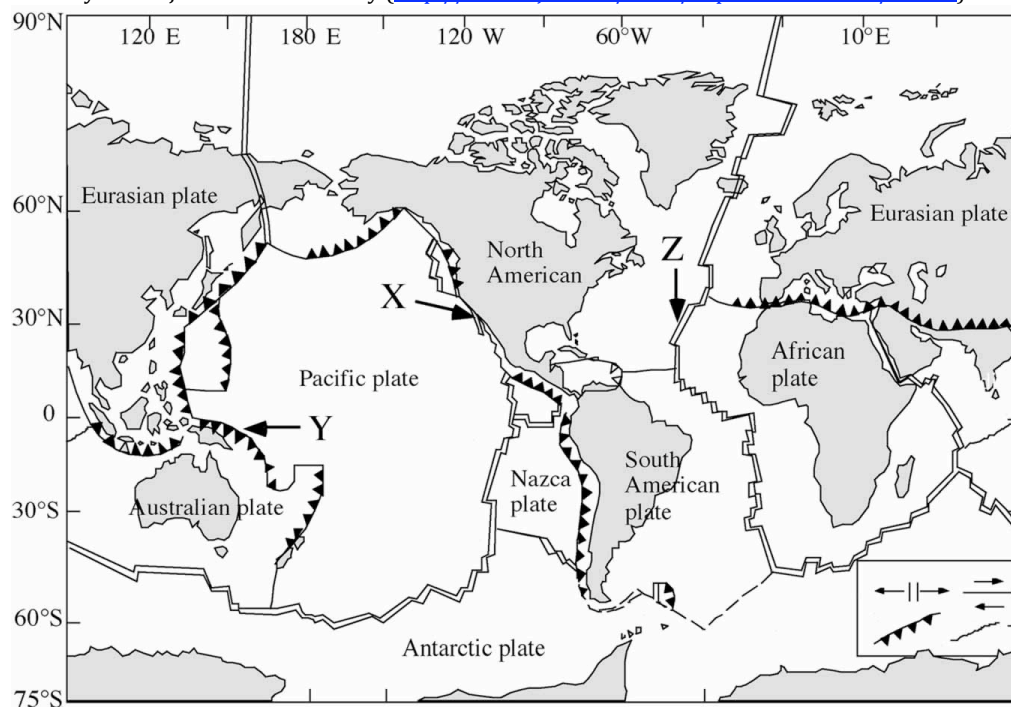 90°N
120 E
180 E
120 W
60°W
10°E
Eurasian plate
60°N
North
American
Eurasian plate
Z
X
30°N
African
plate
Pacific plate
0
Y
Nazca
plate
South
American
plate
Australian plate
30°S
60°S
Antarctic plate
75°S